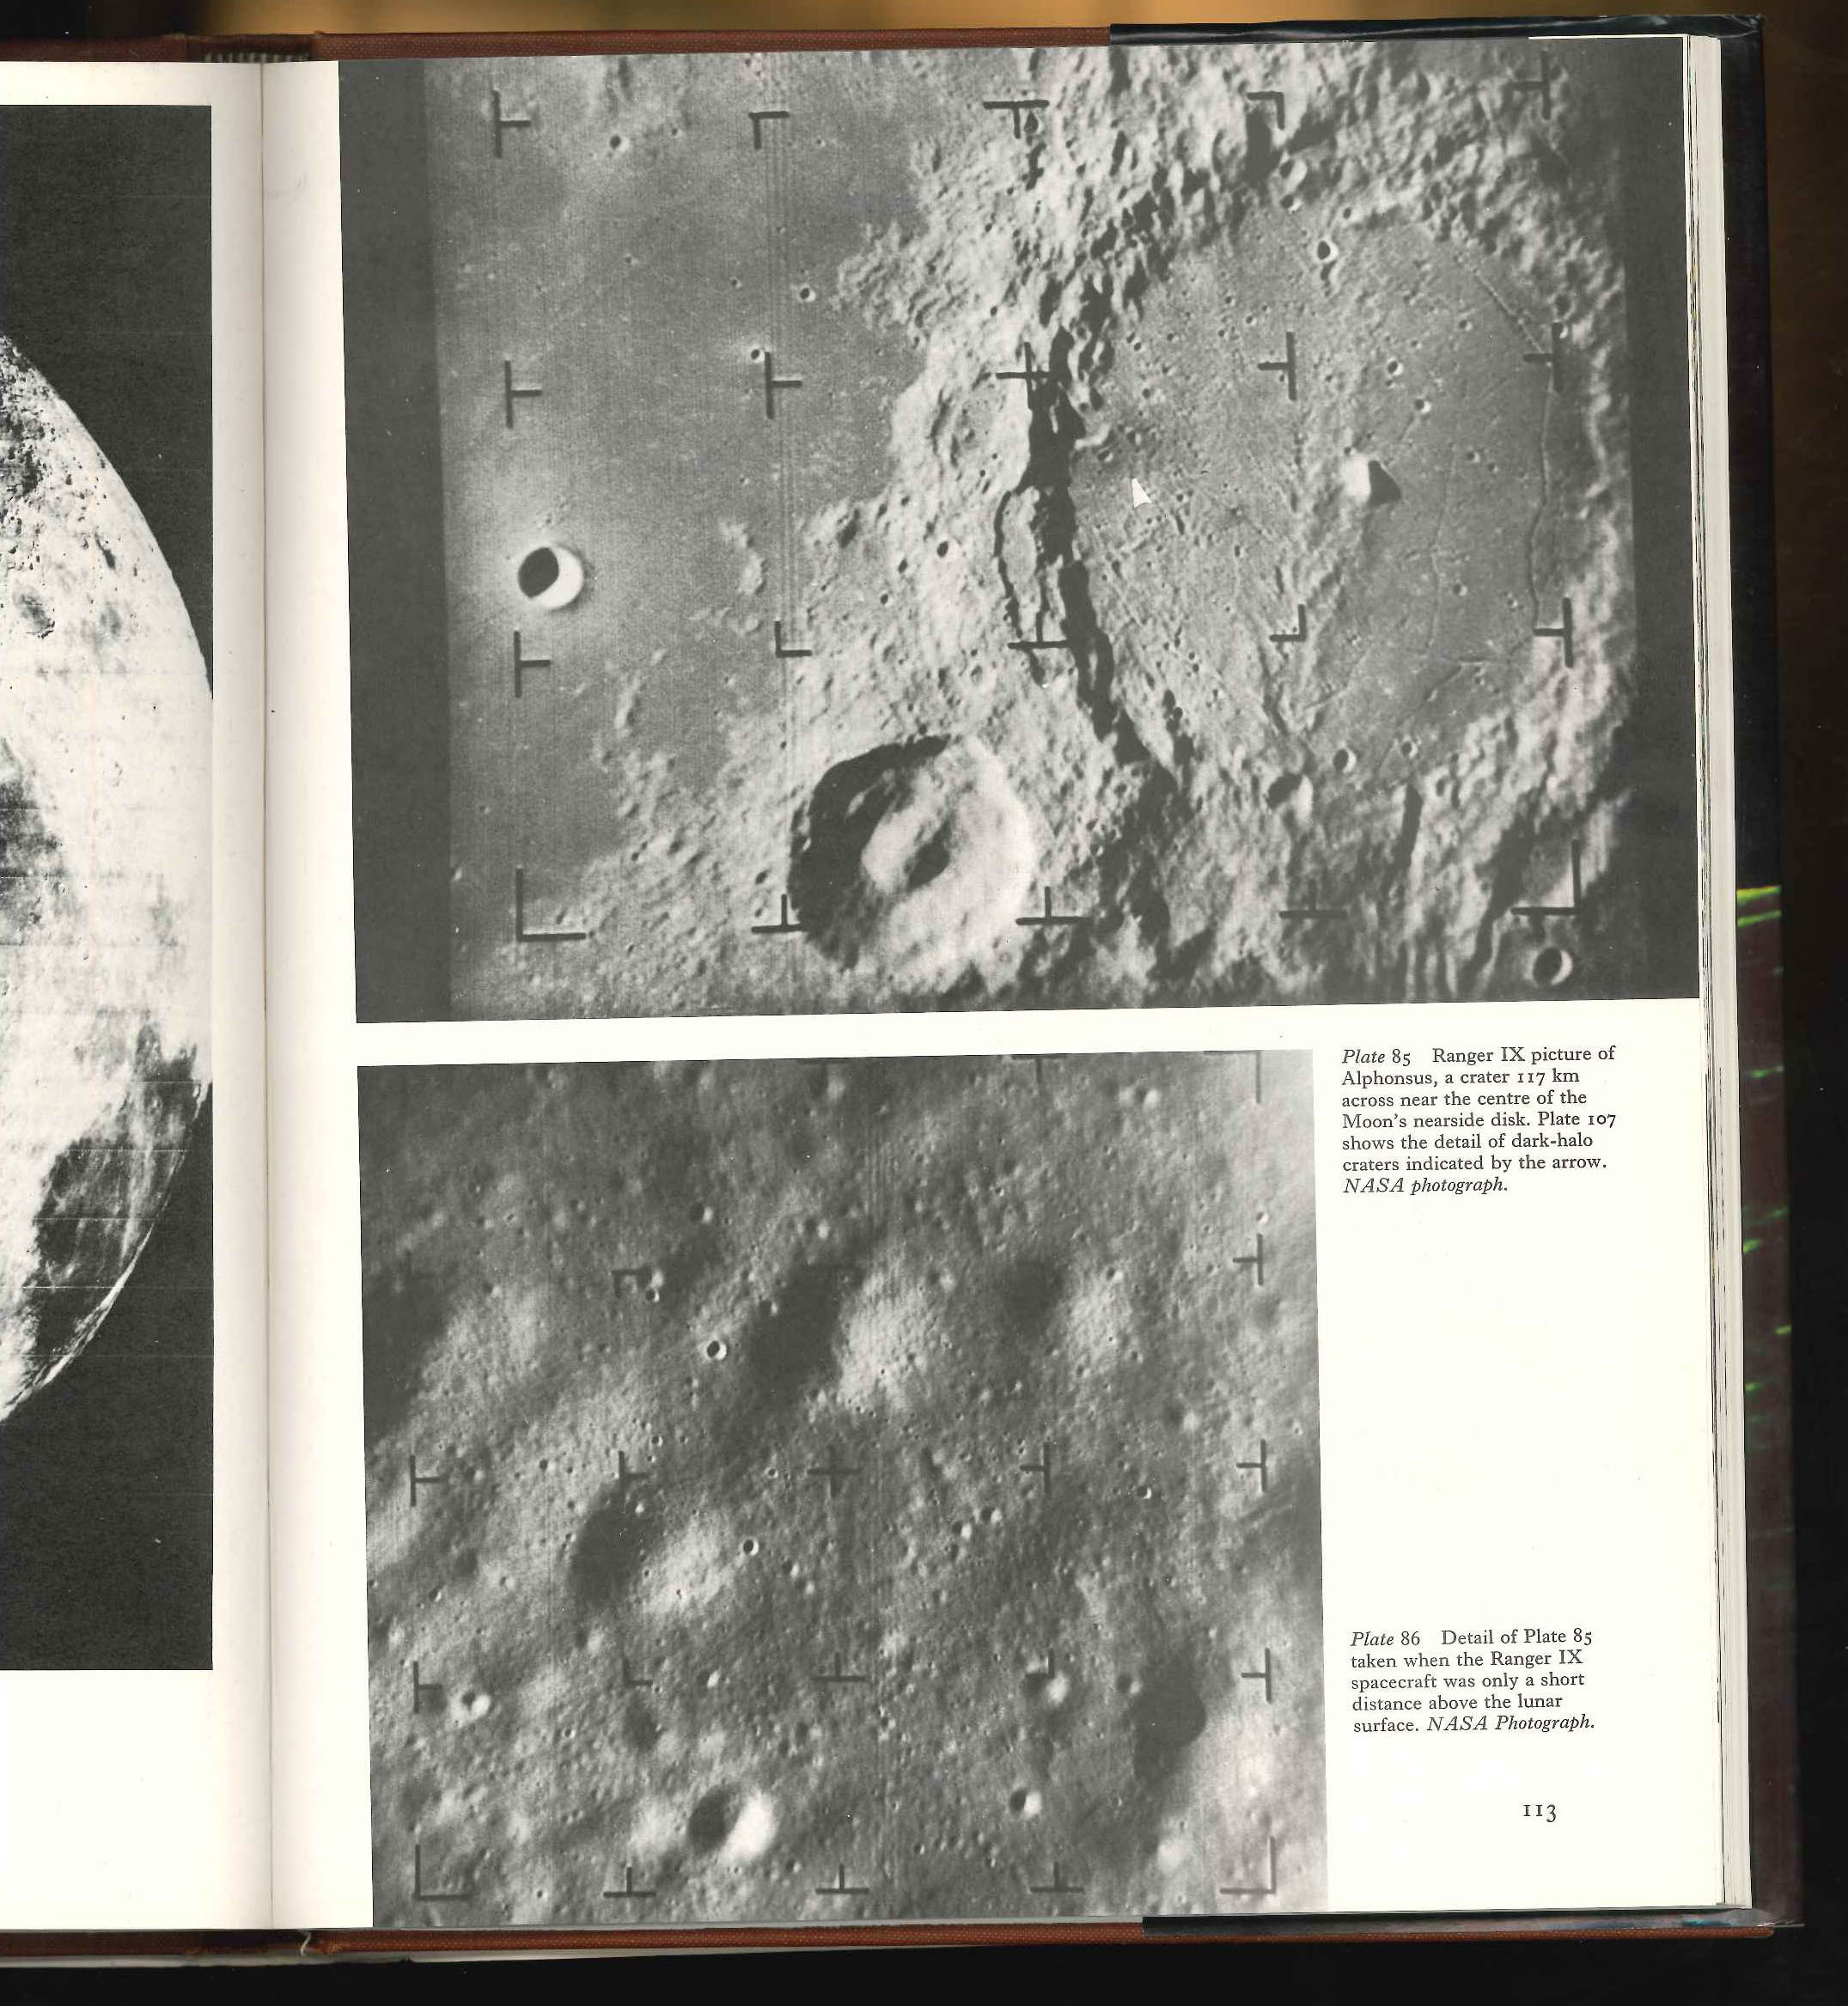 Plate 85 Ranger IX picture of
Alphonsus, a crater 117 km
across near the centre of the
Moon's nearside disk. Plate 107
shows the detail of dark-halo
craters indicated by the arrow.
NASA photograph.
Plate 86 Detail of Plate 85
taken when the Ranger IX
spacecraft was only a short
distance above the lunar
surface. NASA Photograph.
113